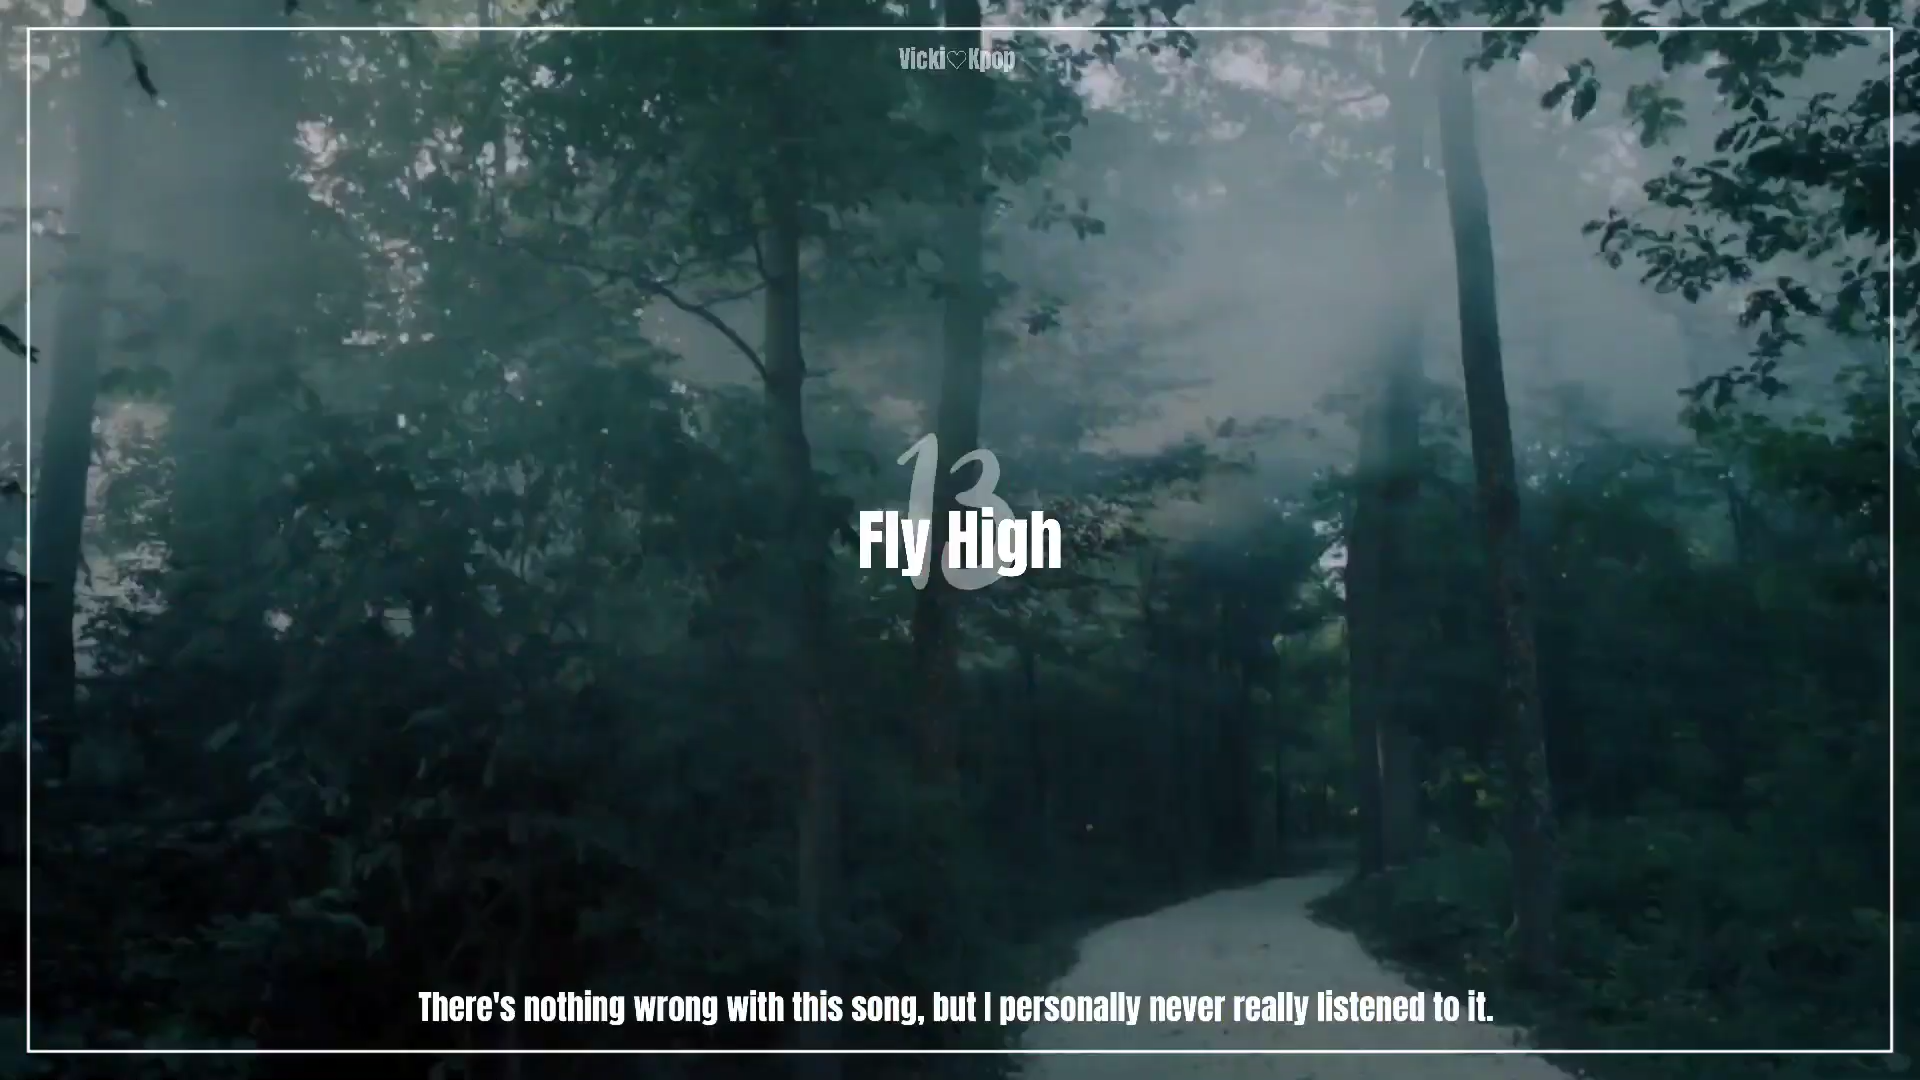 Vicki♡Kpop
13
Fly High
There's nothing wrong with this song, but I personally never really listened to it.